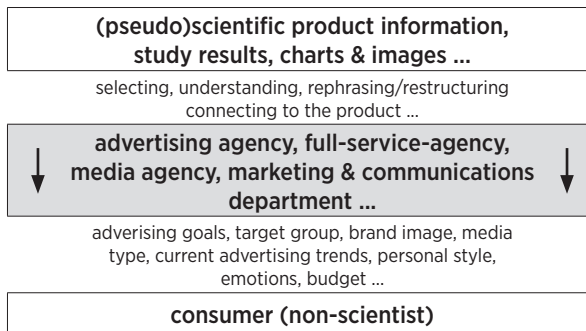 (pseudo)scientific product information,
study results, charts & images ...
selecting, understanding, rephrasing/restructuring
connecting to the product ...
advertising agency, full-service-agency,
media agency, marketing & communications
department ...
adverising goals, target group, brand image, media
type, current advertising trends, personal style,
emotions, budget ...
consumer (non-scientist)